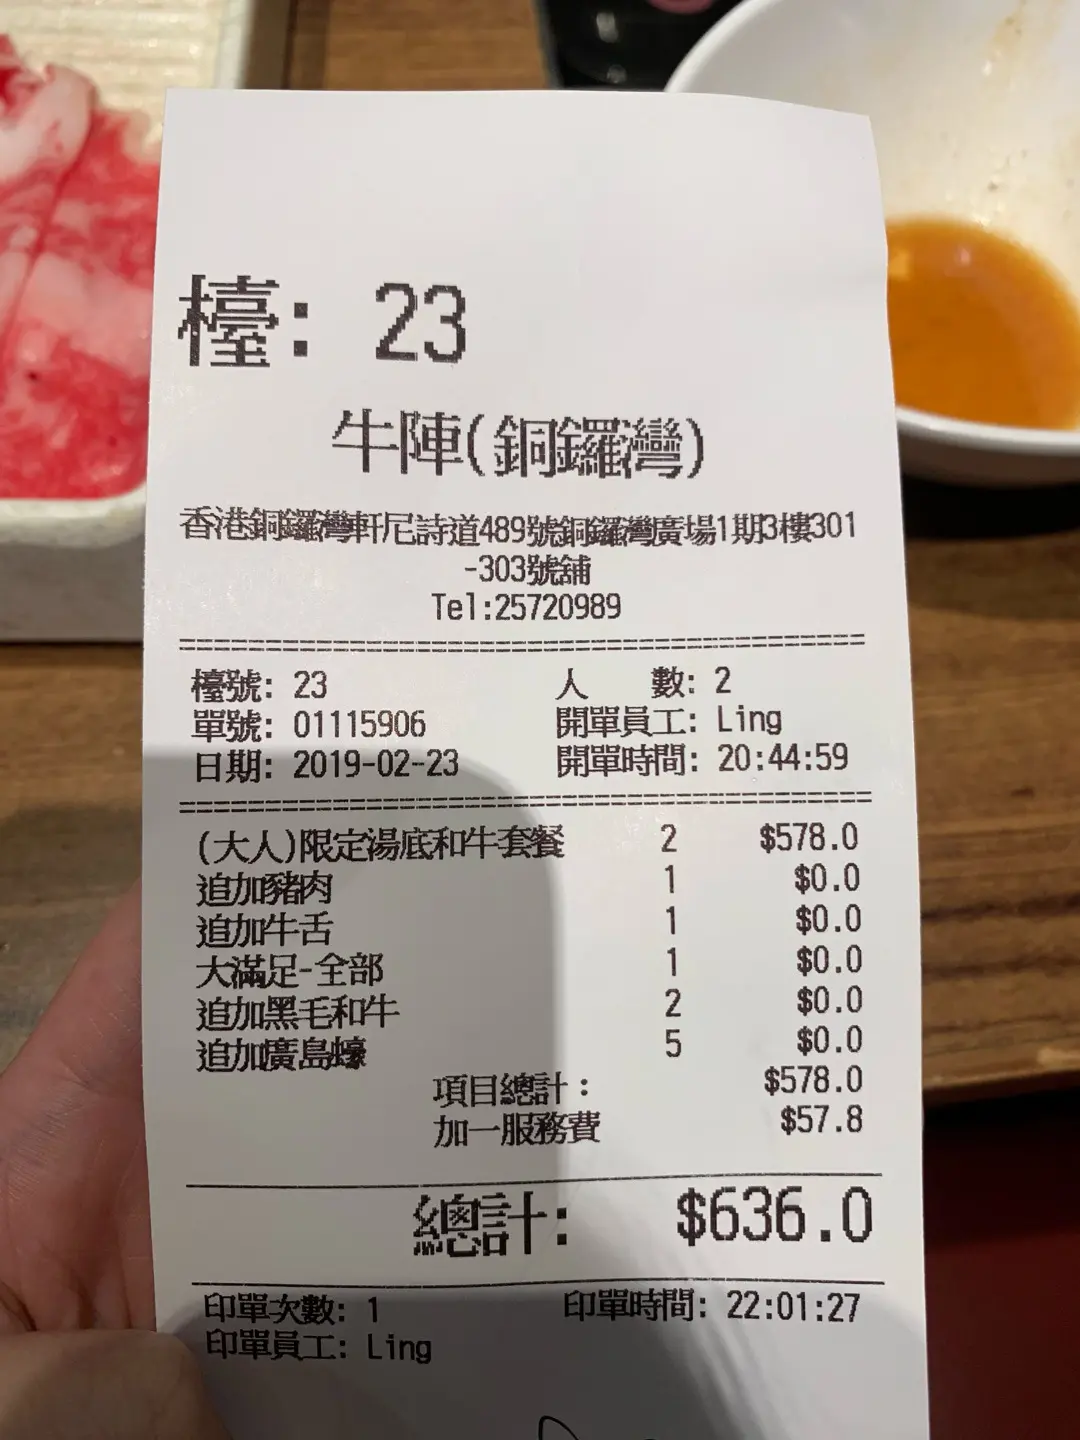 檯: 23
牛陣(銅鑼灣)
香港銅鑼灣軒尼詩道489號銅鑼灣廣場1期3樓301
-303號舖
Tel:25720989
檯號: 23 人 數: 2
單號: 01115906 開單員工: Ling
日期: 2019-02-23 開單時間: 20:44:59
(大人)限定湯底和牛套餐 2 $578.0
追加豬肉 1 $0.0
追加牛舌 1 $0.0
大滿足-全部 1 $0.0
追加黑毛和牛 2 $0.0
追加廣島蠔 5 $0.0
項目總計: $578.0
加一服務費 $57.8
總計: $636.0
印單次數: 1 印單時間: 22:01:27
印單員工: Ling